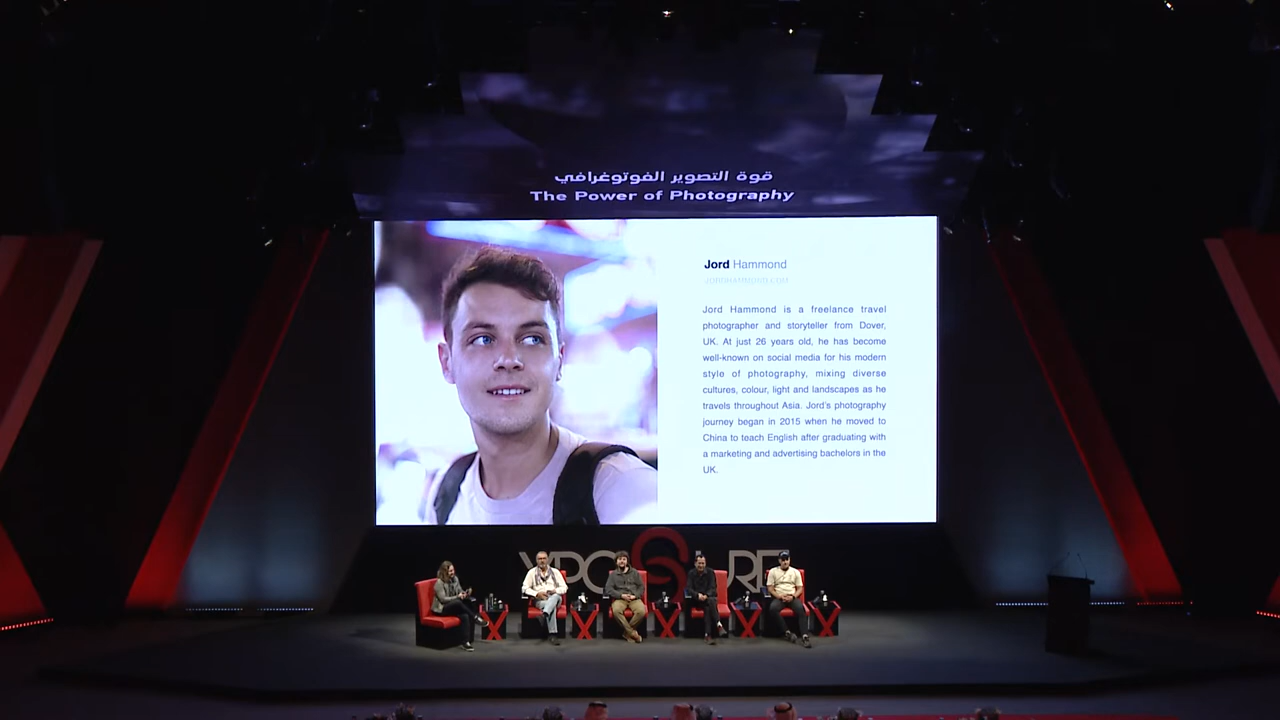 قوة التصوير الفوتوغرافي
The Power of Photography
Jord Hammond
JORDHAMMOND.COM
Jord Hammond is a freelance travel
photographer and storyteller from Dover,
UK. At just 26 years old, he has become
well-known on social media for his modern
style of photography, mixing diverse
cultures, colour, light and landscapes as he
travels throughout Asia. Jord's photography
journey began in 2015 when he moved to
China to teach English after graduating with
a marketing and advertising bachelors in the
UK.